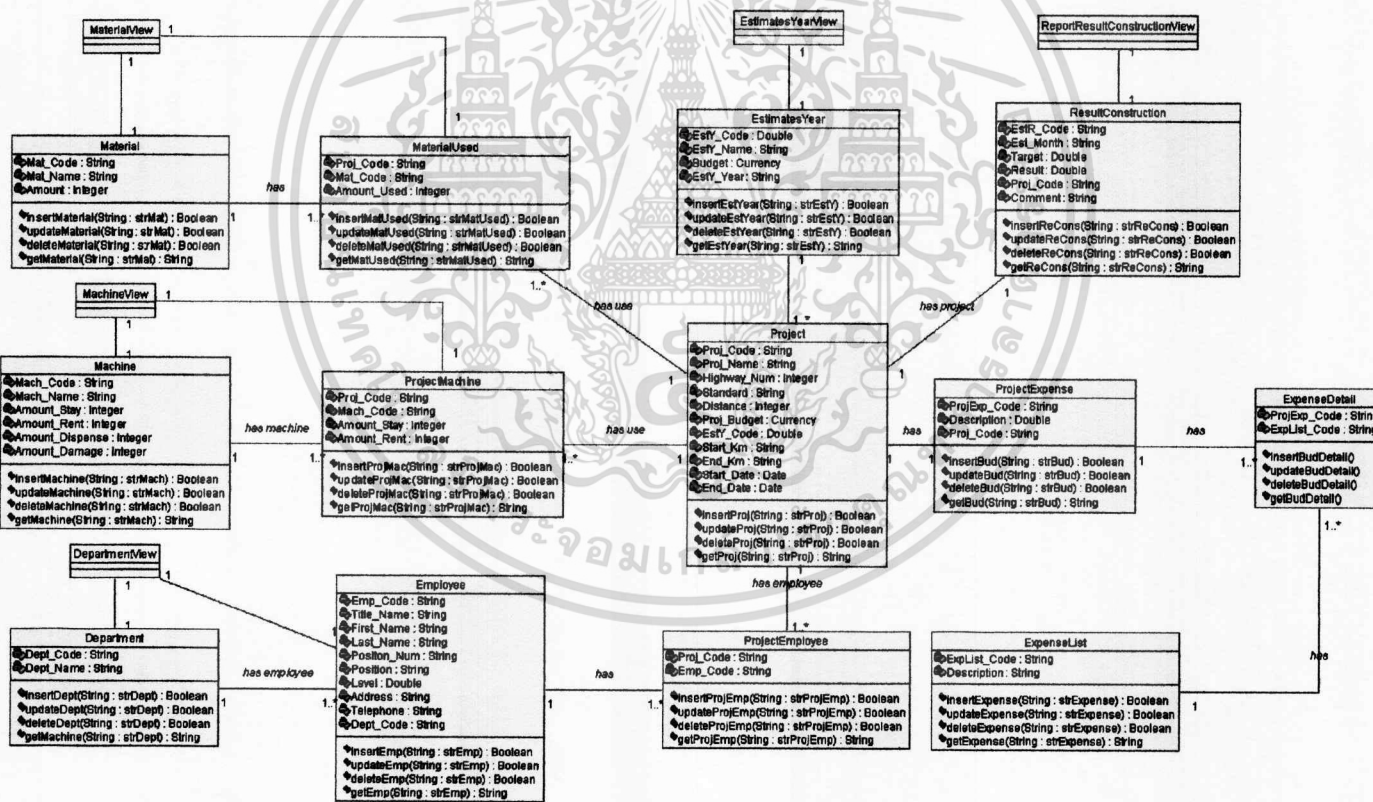 MaterialView
1
1
1
1
Material
Mat_Code : String
Mat_Name : String
Amount : Integer
insertMaterial(String : strMat) : Boolean
updateMaterial(String : strMat) : Boolean
deleteMaterial(String : strMat) : Boolean
getMaterial(String : strMat) : String
has
1
1..*
MaterialUsed
Proj_Code : String
Mat_Code : String
Amount_Used : Integer
insertMatUsed(String : strMatUsed) : Boolean
updateMatUsed(String : strMatUsed) : Boolean
deleteMatUsed(String : strMatUsed) : Boolean
getMatUsed(String : strMatUsed) : String
1..*
has use
1
EstimatesYearView
1
1
EstimatesYear
EstY_Code : Double
EstY_Name : String
Budget : Currency
EstY_Year : String
insertEstYear(String : strEstY) : Boolean
updateEstYear(String : strEstY) : Boolean
deleteEstYear(String : strEstY) : Boolean
getEstYear(String : strEstY) : String
1
1..*
ReportResultConstructionView
1
1
ResultConstruction
EstR_Code : String
Est_Month : String
Target : Double
Result : Double
Proj_Code : String
Comment : String
insertReCons(String : strReCons) : Boolean
updateReCons(String : strReCons) : Boolean
deleteReCons(String : strReCons) : Boolean
getReCons(String : strReCons) : String
1
has project
1
MachineView
1
1
1
1
Machine
Mach_Code : String
Mach_Name : String
Amount_Stay : Integer
Amount_Rent : Integer
Amount_Dispense : Integer
Amount_Damage : Integer
insertMachine(String : strMach) : Boolean
updateMachine(String : strMach) : Boolean
deleteMachine(String : strMach) : Boolean
getMachine(String : strMach) : String
has machine
1
1..*
ProjecMachine
Proj_Code : String
Mach_Code : String
Amount_Stay : Integer
Amount_Rent : Integer
insertProjMac(String : strProjMac) : Boolean
updateProjMac(String : strProjMac) : Boolean
deleteProjMac(String : strProjMac) : Boolean
getProjMac(String : strProjMac) : String
has use
1..*
1
Project
Proj_Code : String
Proj_Name : String
Highway_Num : Integer
Standard : String
Distance : Integer
Proj_Budget : Currency
EstY_Code : Double
Start_Km : String
End_Km : String
Start_Date : Date
End_Date : Date
insertProj(String : strProj) : Boolean
updateProj(String : strProj) : Boolean
deleteProj(String : strProj) : Boolean
getProj(String : strProj) : String
has
1
1
ProjectExpense
ProjExp_Code : String
Description : Double
Proj_Code : String
insertBud(String : strBud) : Boolean
updateBud(String : strBud) : Boolean
deleteBud(String : strBud) : Boolean
getBud(String : strBud) : String
has
1
1..*
ExpenseDetail
ProjExp_Code : String
ExpList_Code : String
insertBudDetail()
updateBudDetail()
deleteBudDetail()
getBudDetail()
1..*
has
1
DepartmentView
1
1
1
Department
Dept_Code : String
Dept_Name : String
insertDept(String : strDept) : Boolean
updateDept(String : strDept) : Boolean
deleteDept(String : strDept) : Boolean
getMachine(String : strDept) : String
has employee
1
1..*
Employee
Emp_Code : String
Title_Name : String
First_Name : String
Last_Name : String
Positon_Num : String
Position : String
Level : Double
Address : String
Telephone : String
Dept_Code : String
insertEmp(String : strEmp) : Boolean
updateEmp(String : strEmp) : Boolean
deleteEmp(String : strEmp) : Boolean
getEmp(String : strEmp) : String
has
1
1..*
1
has employee
1..*
ProjectEmployee
Proj_Code : String
Emp_Code : String
insertProjEmp(String : strProjEmp) : Boolean
updateProjEmp(String : strProjEmp) : Boolean
deleteProjEmp(String : strProjEmp) : Boolean
getProjEmp(String : strProjEmp) : String
ExpenseList
ExpList_Code : String
Description : String
insertExpense(String : strExpense) : Boolean
updateExpense(String : strExpense) : Boolean
deleteExpense(String : strExpense) : Boolean
getExpense(String : strExpense) : String